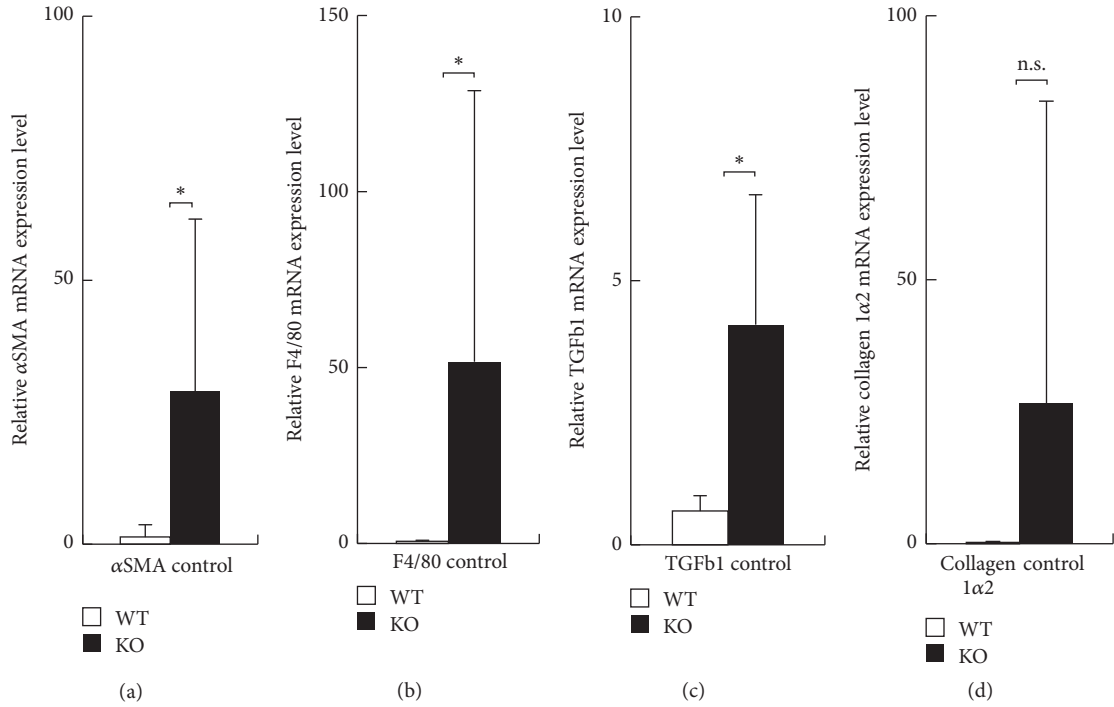 Relative αSMA mRNA expression level
100
50
0
*
αSMA control
WT
KO
(a)
Relative F4/80 mRNA expression level
150
100
50
0
*
F4/80 control
WT
KO
(b)
Relative TGFb1 mRNA expression level
10
5
0
*
TGFb1 control
WT
KO
(c)
Relative collagen 1α2 mRNA expression level
100
50
0
n.s.
Collagen control
1α2
WT
KO
(d)